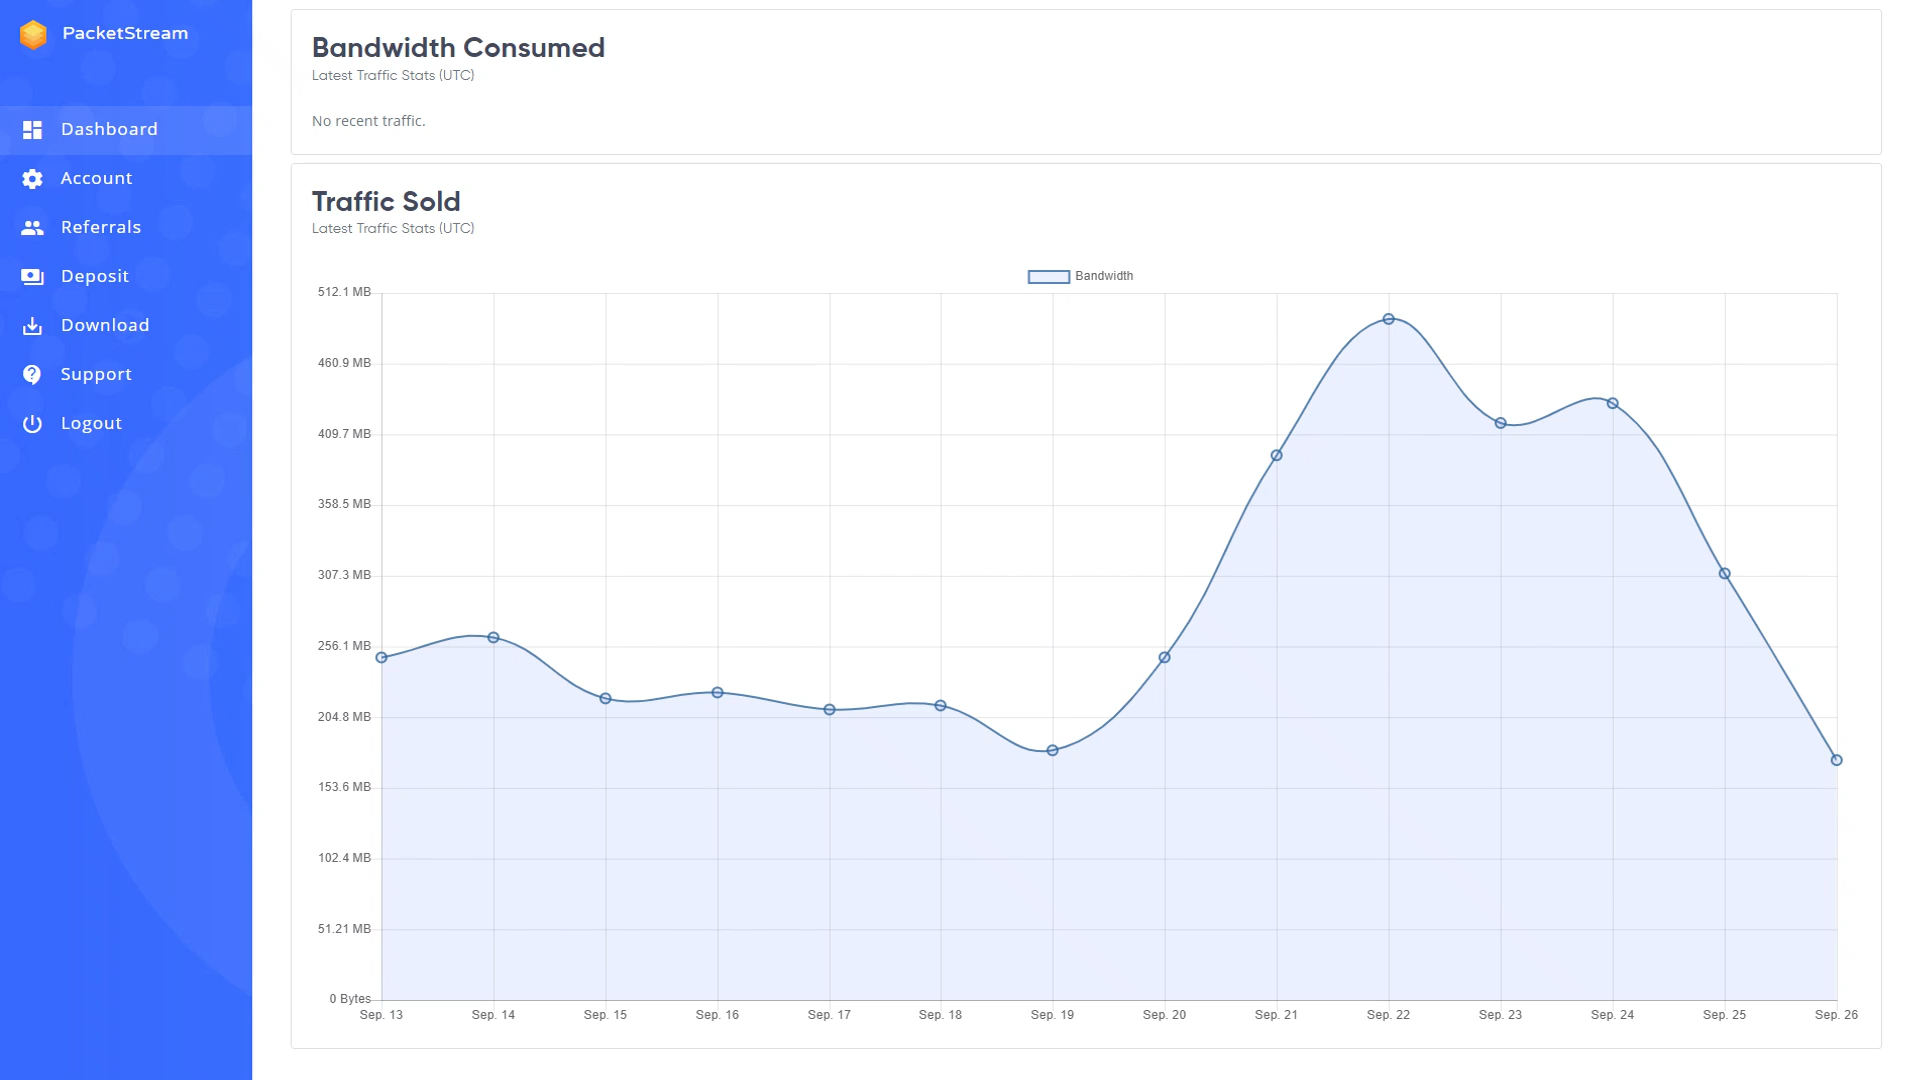 PacketStream
Dashboard
Account
Referrals
Deposit
Download
Support
Logout
Bandwidth Consumed
Latest Traffic Stats (UTC)
No recent traffic.
Traffic Sold
Latest Traffic Stats (UTC)
Bandwidth
512.1 MB
460.9 MB
409.7 MB
358.5 MB
307.3 MB
256.1 MB
204.8 MB
153.6 MB
102.4 MB
51.21 MB
0 Bytes
Sep. 13 Sep. 14 Sep. 15 Sep. 16 Sep. 17 Sep. 18 Sep. 19 Sep. 20 Sep. 21 Sep. 22 Sep. 23 Sep. 24 Sep. 25 Sep. 26